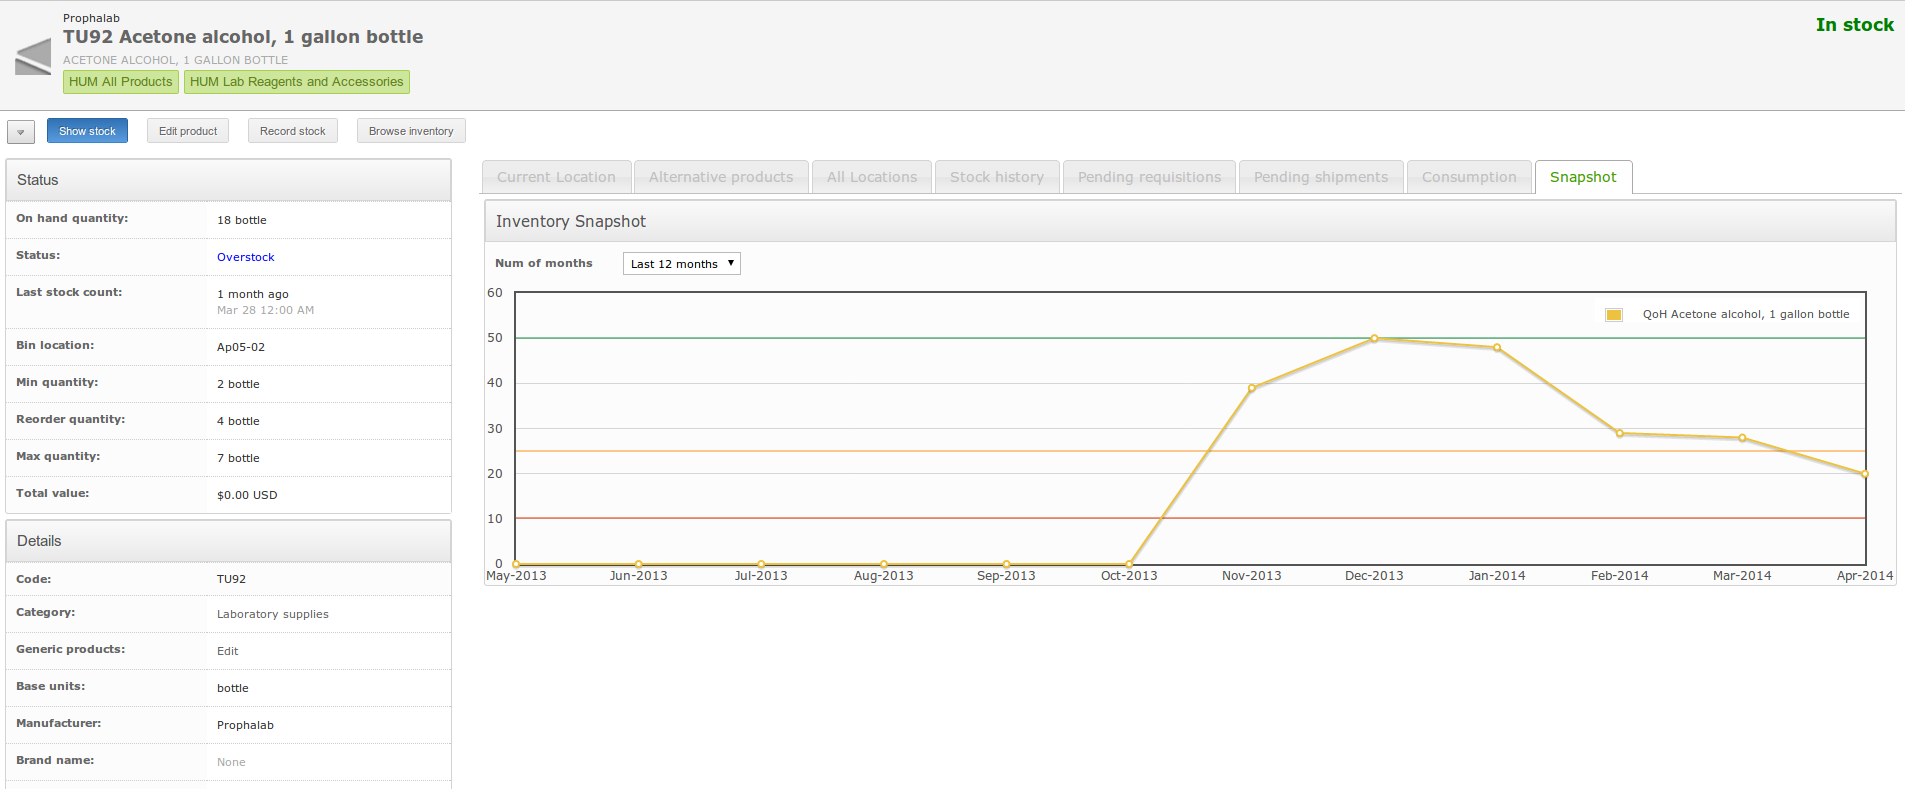 Prophalab
TU92 Acetone alcohol, 1 gallon bottle
In stock
ACETONE ALCOHOL, 1 GALLON BOTTLE
HUM All Products HUM Lab Reagents and Accessories
Show stock Edit product Record stock Browse inventory
Status
On hand quantity: 18 bottle
Status: Overstock
Last stock count: 1 month ago
Mar 28 12:00 AM
Bin location: Ap05-02
Min quantity: 2 bottle
Reorder quantity: 4 bottle
Max quantity: 7 bottle
Total value: $0.00 USD
Details
Code: TU92
Category: Laboratory supplies
Generic products: Edit
Base units: bottle
Manufacturer: Prophalab
Brand name: None
Current Location Alternative products All Locations Stock history Pending requisitions Pending shipments Consumption Snapshot
Inventory Snapshot
Num of months Last 12 months
QoH Acetone alcohol, 1 gallon bottle
60
50
40
30
20
10
0
May-2013 Jun-2013 Jul-2013 Aug-2013 Sep-2013 Oct-2013 Nov-2013 Dec-2013 Jan-2014 Feb-2014 Mar-2014 Apr-2014